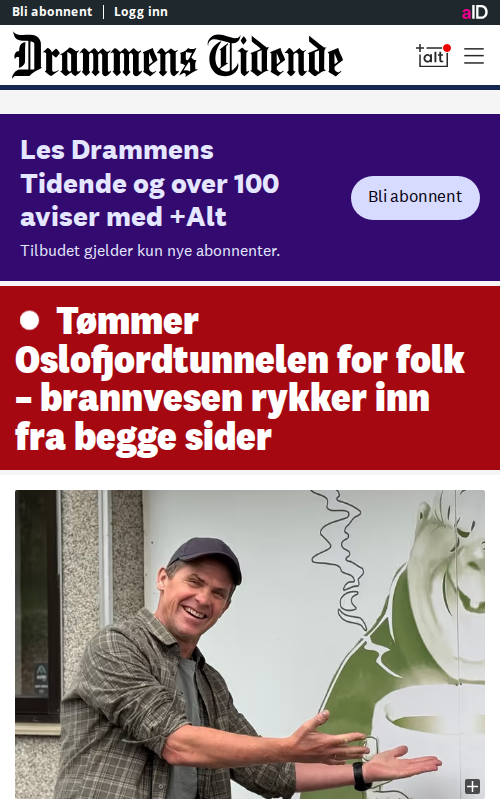 Bli abonnent | Logg inn
aID
Drammens Tidende
+alt
Les Drammens
Tidende og over 100
aviser med +Alt
Bli abonnent
Tilbudet gjelder kun nye abonnenter.
Tømmer
Oslofjordtunnelen for folk
– brannvesen rykker inn
fra begge sider